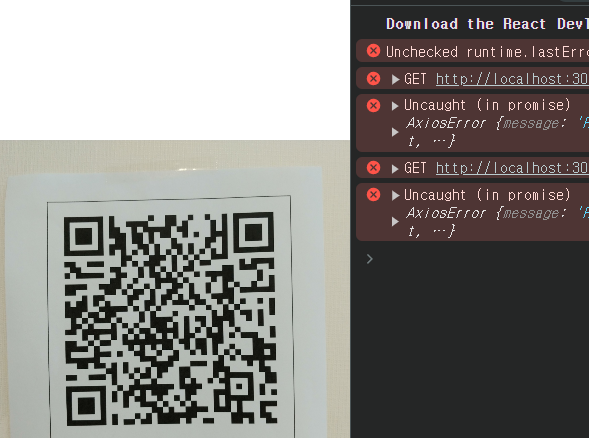 Download the React Dev
Unchecked runtime.lastErr
GET http://localhost:30
Uncaught (in promise)
AxiosError {message: '
t, …}
GET http://localhost:30
Uncaught (in promise)
AxiosError {message: '
t, …}